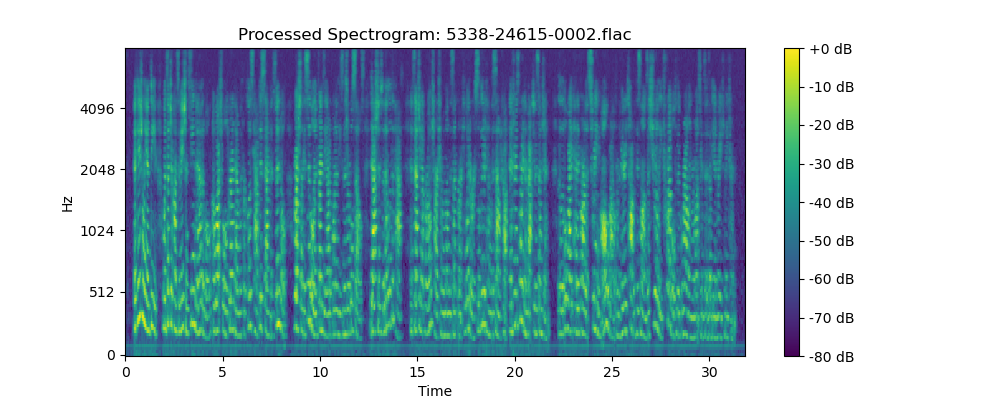 Processed Spectrogram: 5338-24615-0002.flac
Hz
4096
2048
1024
512
0
0 5 10 15 20 25 30
Time
+0 dB
-10 dB
-20 dB
-30 dB
-40 dB
-50 dB
-60 dB
-70 dB
-80 dB